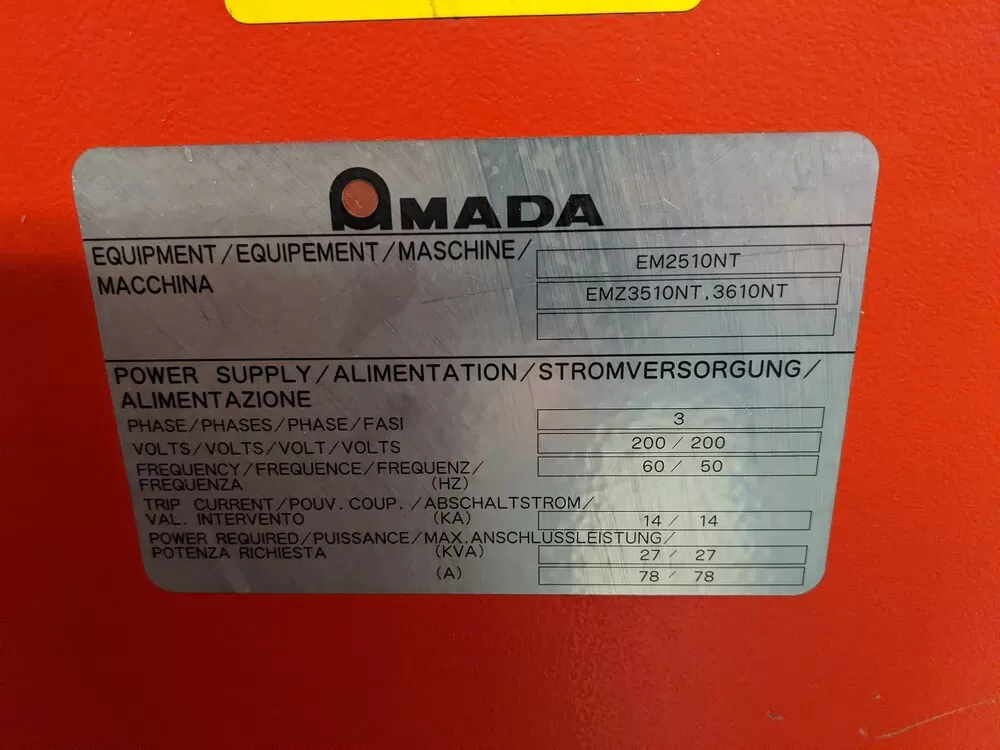 AMADA
EQUIPMENT/EQUIPEMENT/MASCHINE/
MACCHINA
EM2510NT
EMZ3510NT,3610NT
POWER SUPPLY/ALIMENTATION/STROMVERSORGUNG/
ALIMENTAZIONE
PHASE/PHASES/PHASE/FASI 3
VOLTS/VOLTS/VOLT/VOLTS 200 / 200
FREQUENCY/FREQUENCE/FREQUENZ/
FREQUENZA (HZ) 60 / 50
TRIP CURRENT/POUV. COUP. /ABSCHALTSTROM/
VAL. INTERVENTO (KA) 14 / 14
POWER REQUIRED/PUISSANCE/MAX.ANSCHLUSSLEISTUNG/
POTENZA RICHIESTA (KVA) 27 / 27
(A) 78 / 78